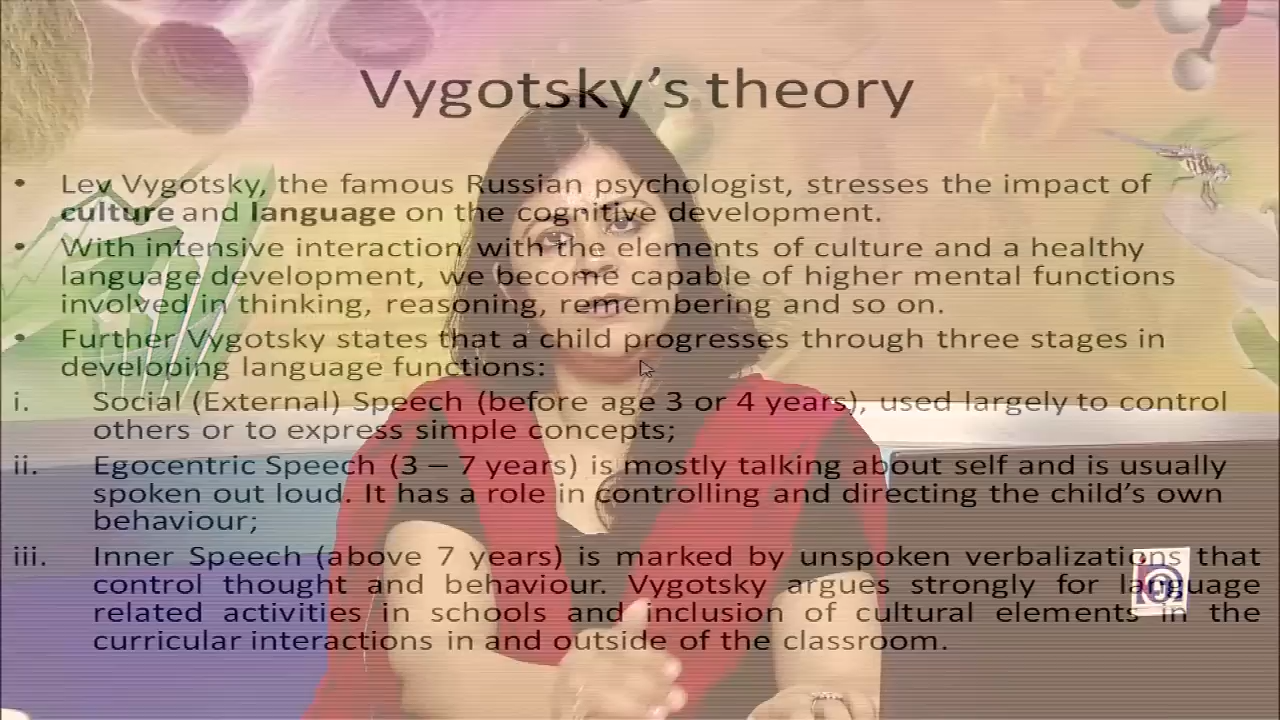 Vygotsky's theory
• Lev Vygotsky, the famous Russian psychologist, stresses the impact of
culture and language on the cognitive development.
• With intensive interaction with the elements of culture and a healthy
language development, we become capable of higher mental functions
involved in thinking, reasoning, remembering and so on.
• Further Vygotsky states that a child progresses through three stages in
developing language functions:
i. Social (External) Speech (before age 3 or 4 years), used largely to control
others or to express simple concepts;
ii. Egocentric Speech (3 – 7 years) is mostly talking about self and is usually
spoken out loud. It has a role in controlling and directing the child's own
behaviour;
iii. Inner Speech (above 7 years) is marked by unspoken verbalizations that
control thought and behaviour. Vygotsky argues strongly for language
related activities in schools and inclusion of cultural elements in the
curricular interactions in and outside of the classroom.